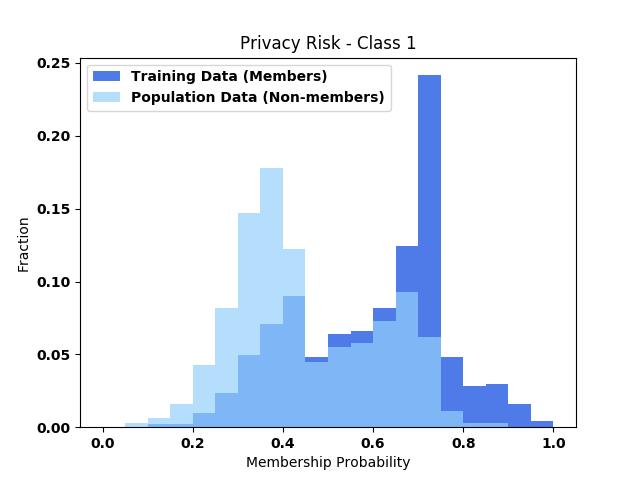 Privacy Risk - Class 1
Training Data (Members)
Population Data (Non-members)
Fraction
0.25
0.20
0.15
0.10
0.05
0.00
0.0 0.2 0.4 0.6 0.8 1.0
Membership Probability